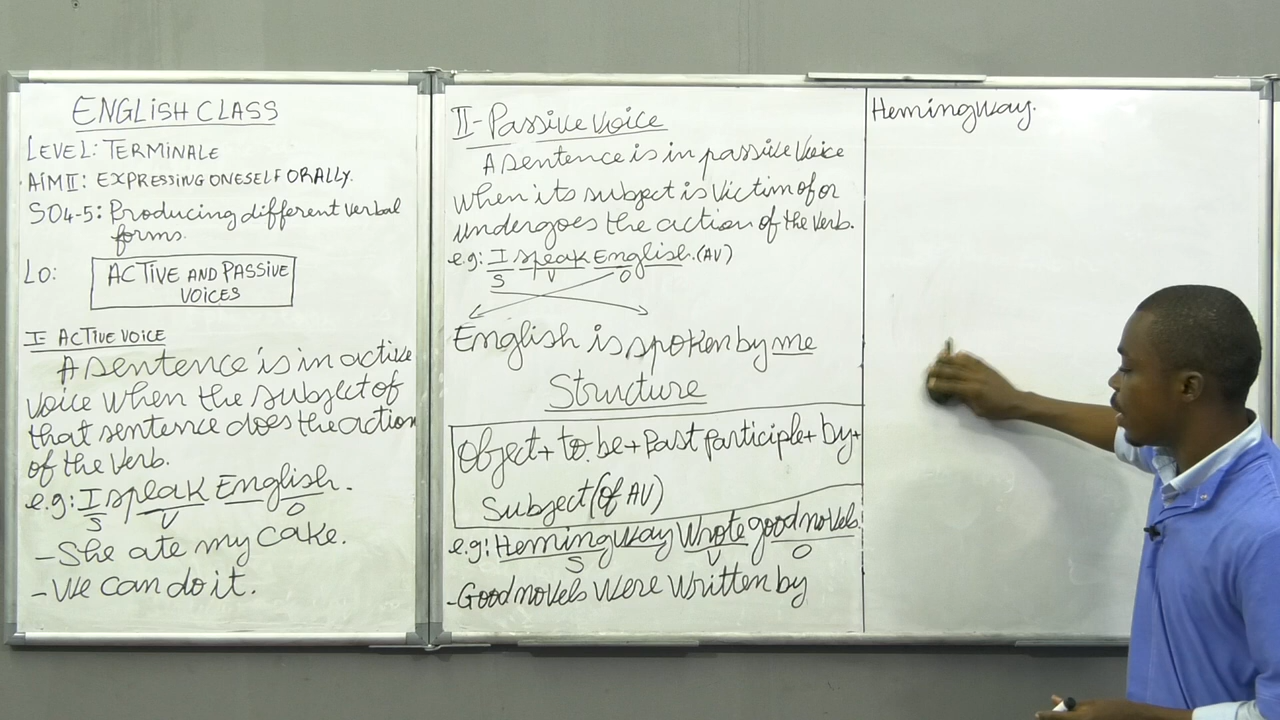 ENGLISH CLASS
LEVEL: TERMINALE
AIM II: EXPRESSING ONESELF ORALLY.
SO4-5: Producing different verbal
forms.
LO: ACTIVE AND PASSIVE
VOICES
I- ACTIVE VOICE
A sentence is in active
voice when the subject of
that sentence does the action
of the verb.
e.g: I speak English.
S V O
- She ate my cake.
- We can do it.
II- Passive voice
A sentence is in passive voice
when its subject is victim of or
undergoes the action of the verb.
e.g: I speak English. (AV)
S V O
English is spoken by me
Structure
Object + to be + Past participle + by +
Subject (of AV)
e.g: Hemingway wrote good novels.
S V O
- Good novels were written by
Hemingway.